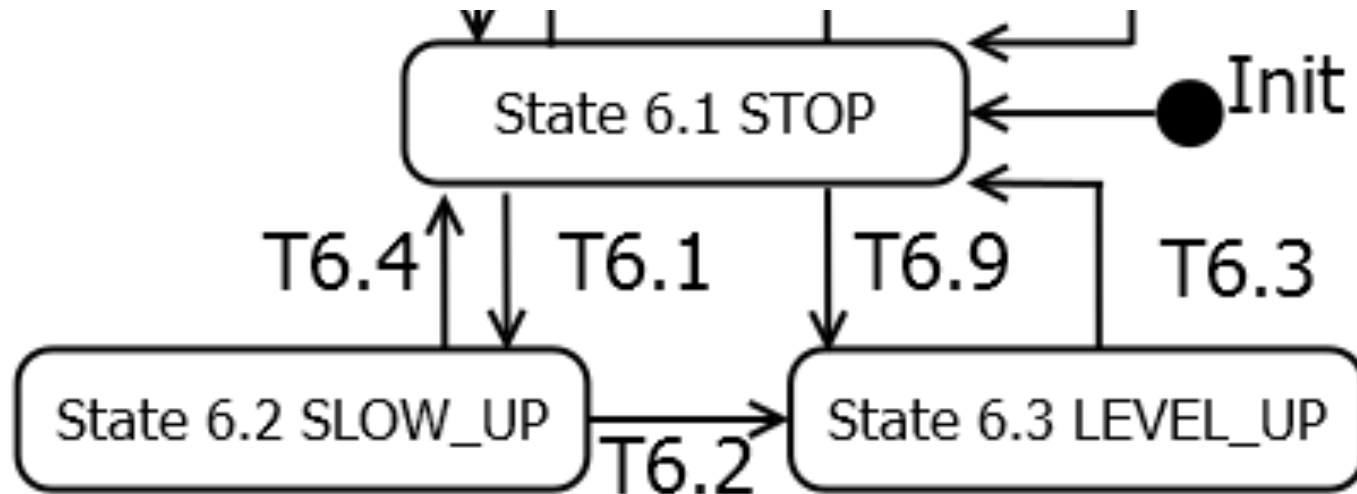 Init
State 6.1 STOP
T6.4
T6.1
T6.9
T6.3
State 6.2 SLOW_UP
State 6.3 LEVEL_UP
T6.2